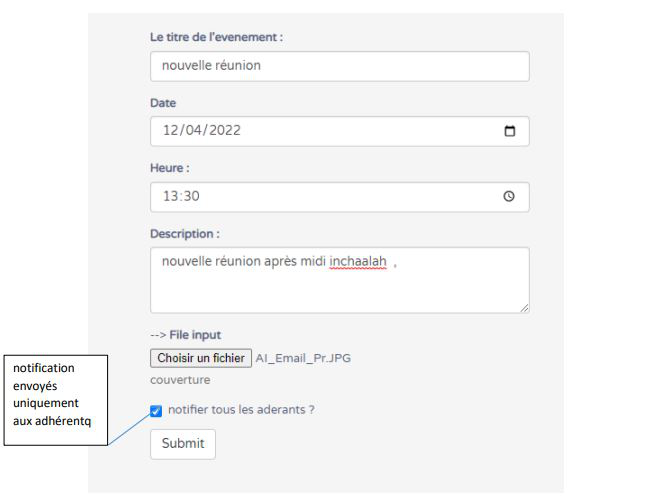 Le titre de l'evenement :
nouvelle réunion
Date
12/04/2022
Heure :
13:30
Description :
nouvelle réunion après midi inchaalah ,
--> File input
Choisir un fichier AI_Email_Pr.JPG
couverture
notification
envoyés
uniquement
aux adhérentq
notifier tous les aderants ?
Submit